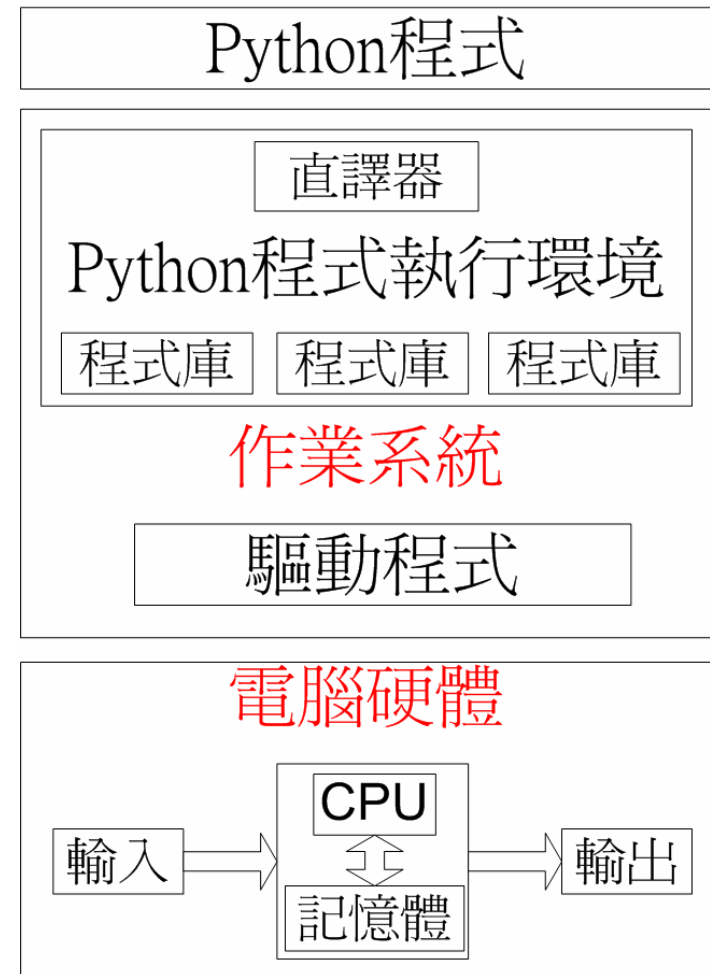 Python程式
直譯器
Python程式執行環境
程式庫 程式庫 程式庫
作業系統
驅動程式
電腦硬體
CPU
輸入 輸出
記憶體